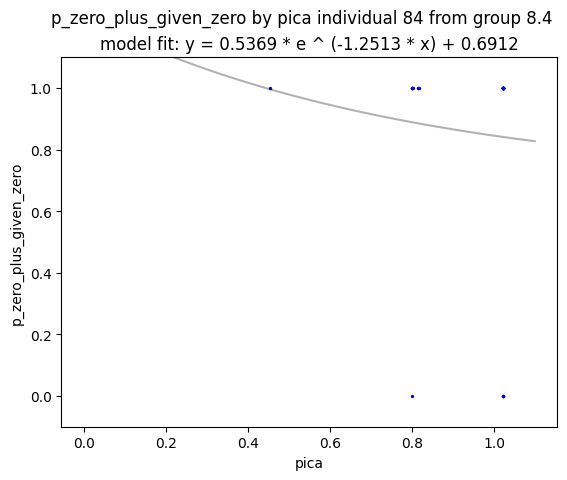 p_zero_plus_given_zero by pica individual 84 from group 8.4
model fit: y = 0.5369 * e ^ (-1.2513 * x) + 0.6912
1.0
0.8
0.6
0.4
0.2
0.0
p_zero_plus_given_zero
0.0 0.2 0.4 0.6 0.8 1.0
pica